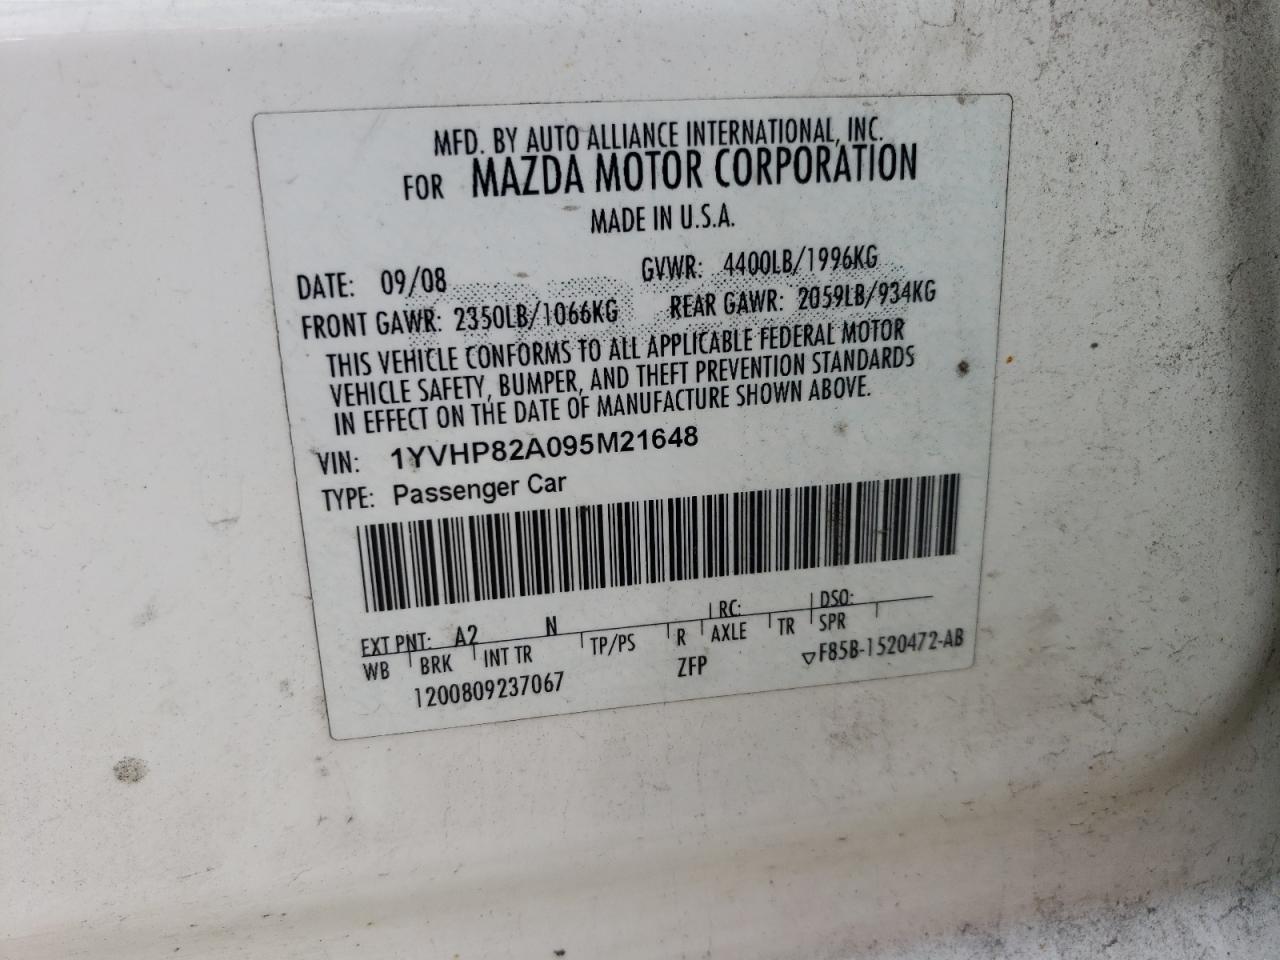 MFD. BY AUTO ALLIANCE INTERNATIONAL, INC.
FOR MAZDA MOTOR CORPORATION
MADE IN U.S.A.
DATE: 09/08 GVWR: 4400LB/1996KG
FRONT GAWR: 2350LB/1066KG REAR GAWR: 2059LB/934KG
THIS VEHICLE CONFORMS TO ALL APPLICABLE FEDERAL MOTOR
VEHICLE SAFETY, BUMPER, AND THEFT PREVENTION STANDARDS
IN EFFECT ON THE DATE OF MANUFACTURE SHOWN ABOVE.
VIN: 1YVHP82A095M21648
TYPE: Passenger Car
EXT PNT: A2 N RC: DSO:
WB BRK INT TR TP/PS R AXLE TR SPR
1200809237067 ZFP ▽F85B-1520472-AB